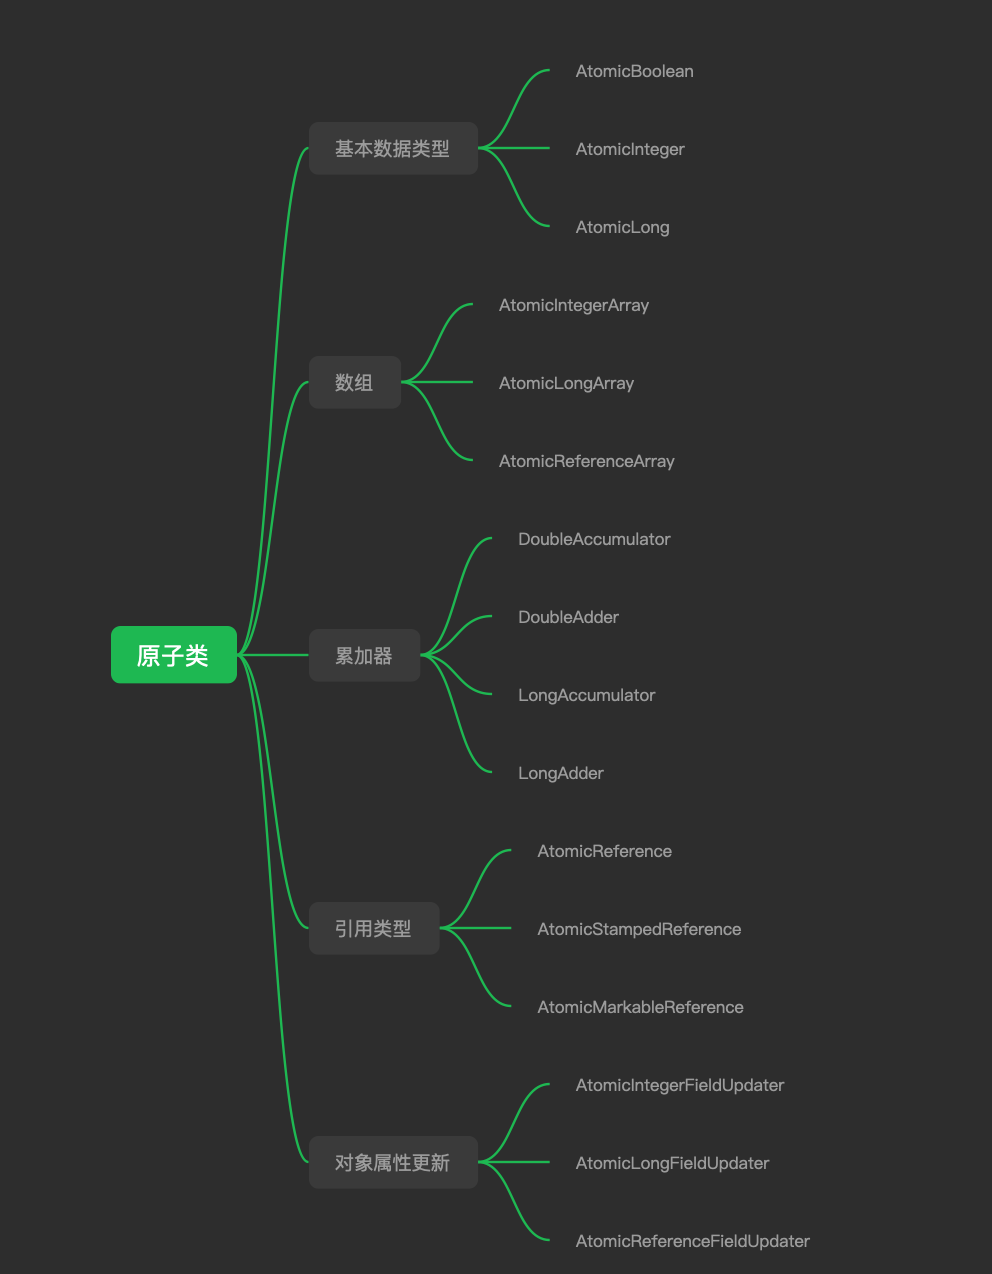 原子类
基本数据类型
AtomicBoolean
AtomicInteger
AtomicLong
数组
AtomicIntegerArray
AtomicLongArray
AtomicReferenceArray
累加器
DoubleAccumulator
DoubleAdder
LongAccumulator
LongAdder
引用类型
AtomicReference
AtomicStampedReference
AtomicMarkableReference
对象属性更新
AtomicIntegerFieldUpdater
AtomicLongFieldUpdater
AtomicReferenceFieldUpdater